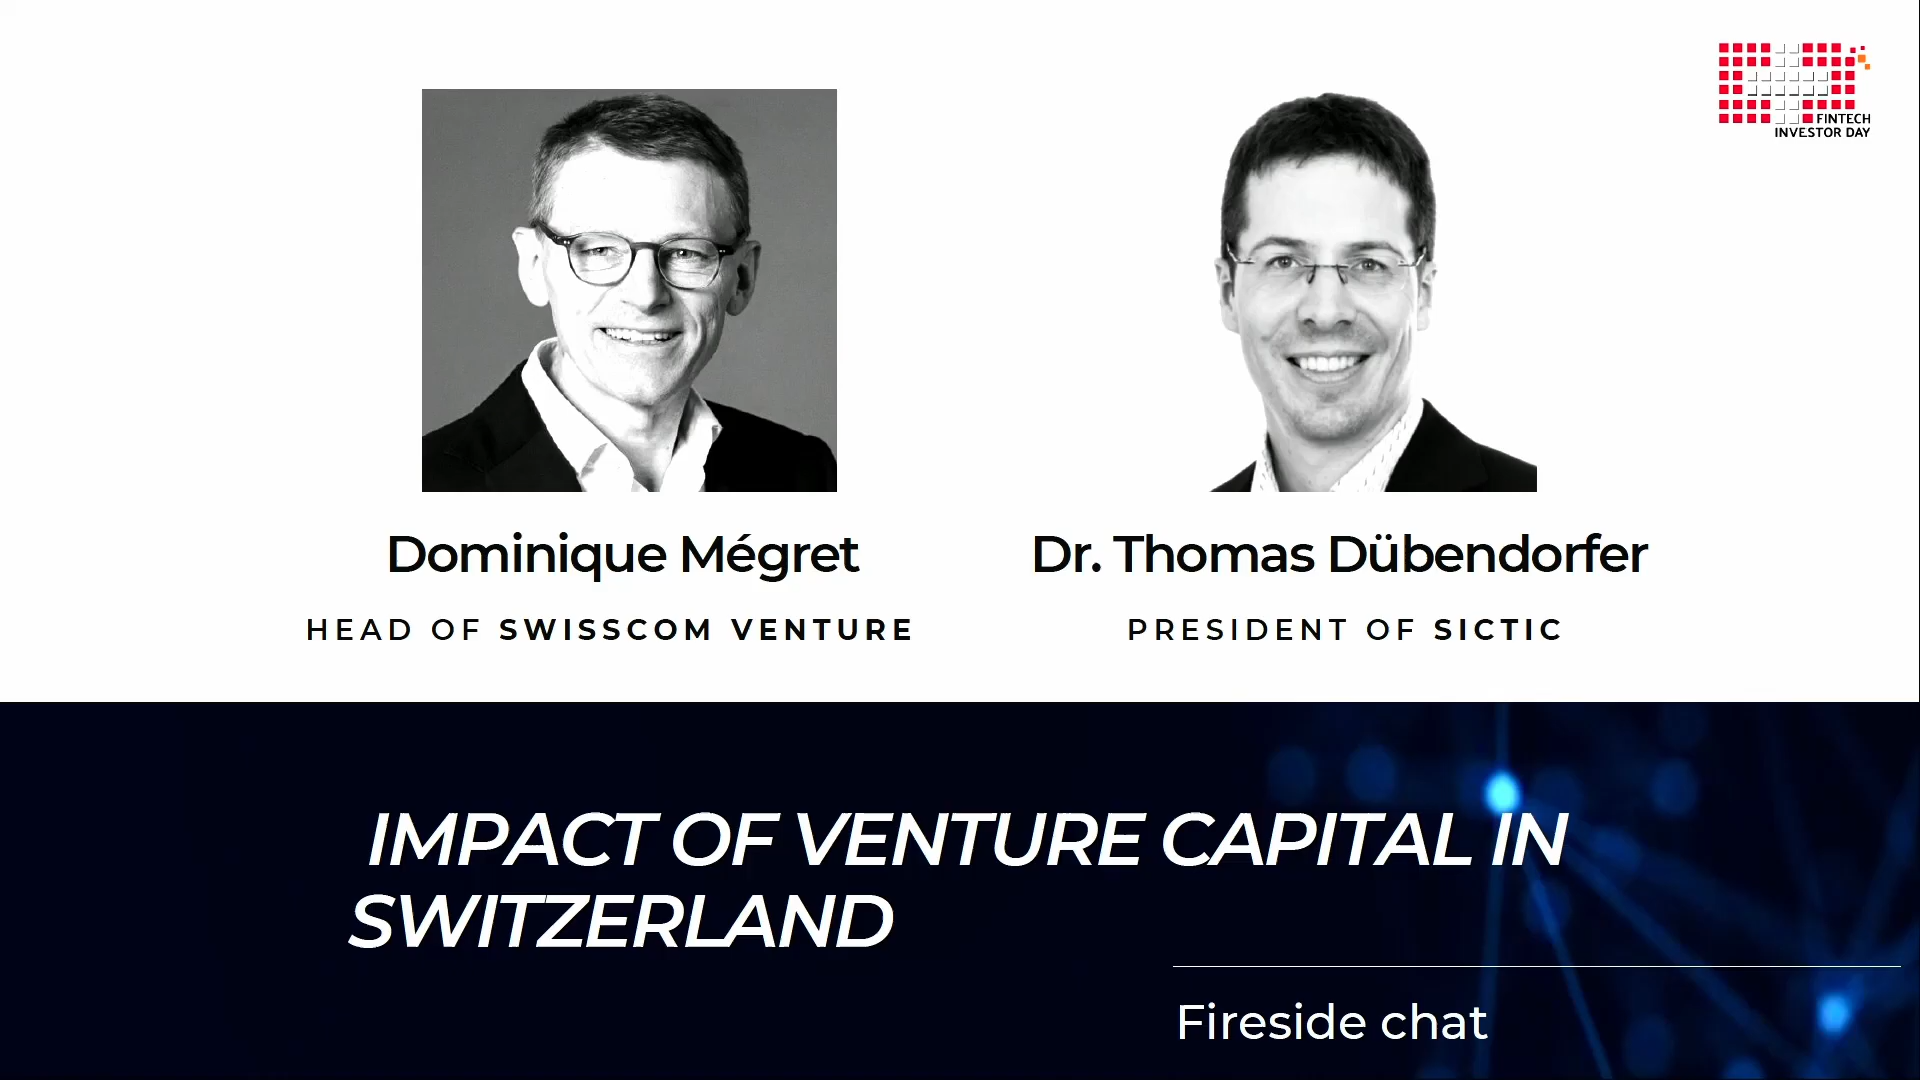 FINTECH
INVESTOR DAY
Dominique Mégret
HEAD OF SWISSCOM VENTURE
Dr. Thomas Dübendorfer
PRESIDENT OF SICTIC
IMPACT OF VENTURE CAPITAL IN
SWITZERLAND
Fireside chat